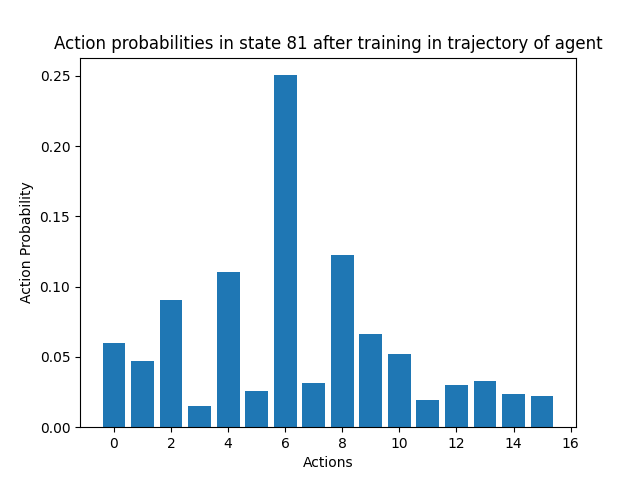 Action probabilities in state 81 after training in trajectory of agent
0.25
0.20
0.15
0.10
0.05
0.00
Action Probability
0 2 4 6 8 10 12 14 16
Actions